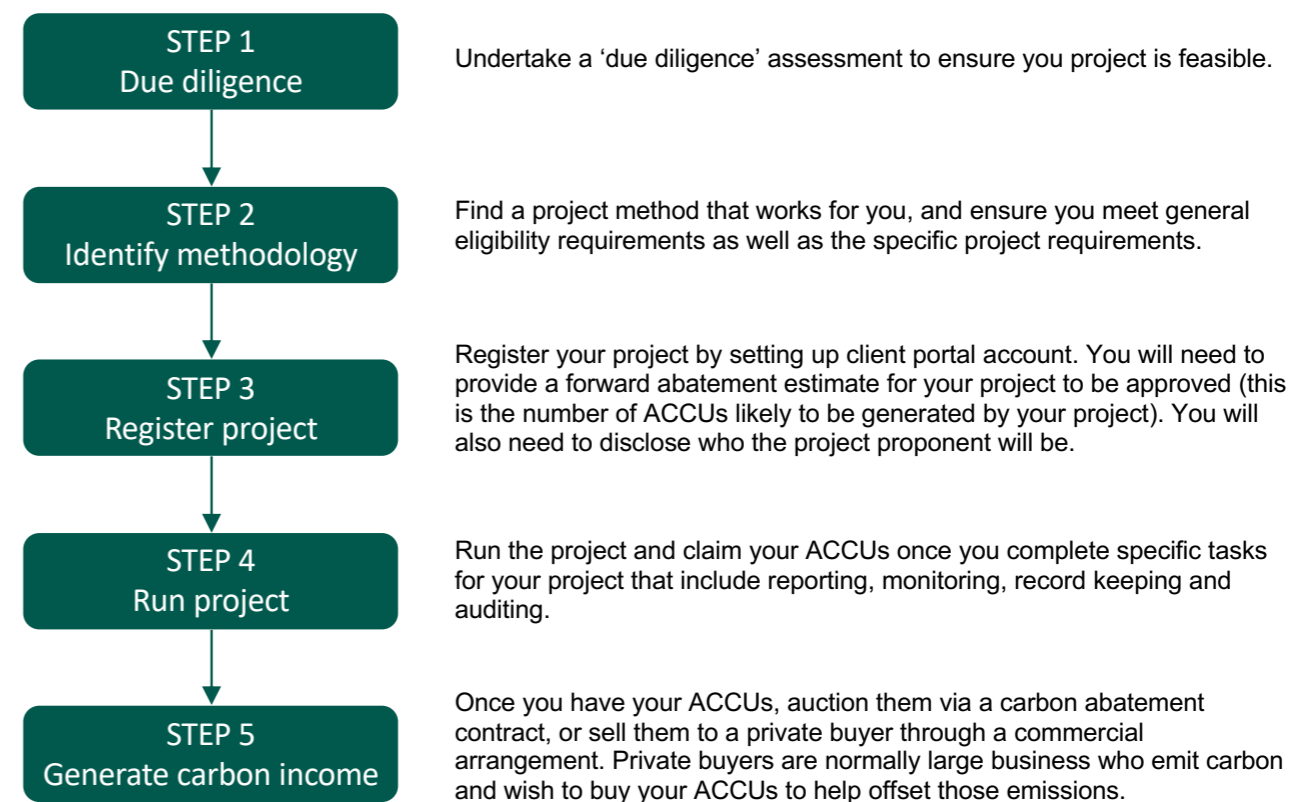 STEP 1
Due diligence
Undertake a ‘due diligence’ assessment to ensure you project is feasible.
STEP 2
Identify methodology
Find a project method that works for you, and ensure you meet general
eligibility requirements as well as the specific project requirements.
STEP 3
Register project
Register your project by setting up client portal account. You will need to
provide a forward abatement estimate for your project to be approved (this
is the number of ACCUs likely to be generated by your project). You will
also need to disclose who the project proponent will be.
STEP 4
Run project
Run the project and claim your ACCUs once you complete specific tasks
for your project that include reporting, monitoring, record keeping and
auditing.
STEP 5
Generate carbon income
Once you have your ACCUs, auction them via a carbon abatement
contract, or sell them to a private buyer through a commercial
arrangement. Private buyers are normally large business who emit carbon
and wish to buy your ACCUs to help offset those emissions.